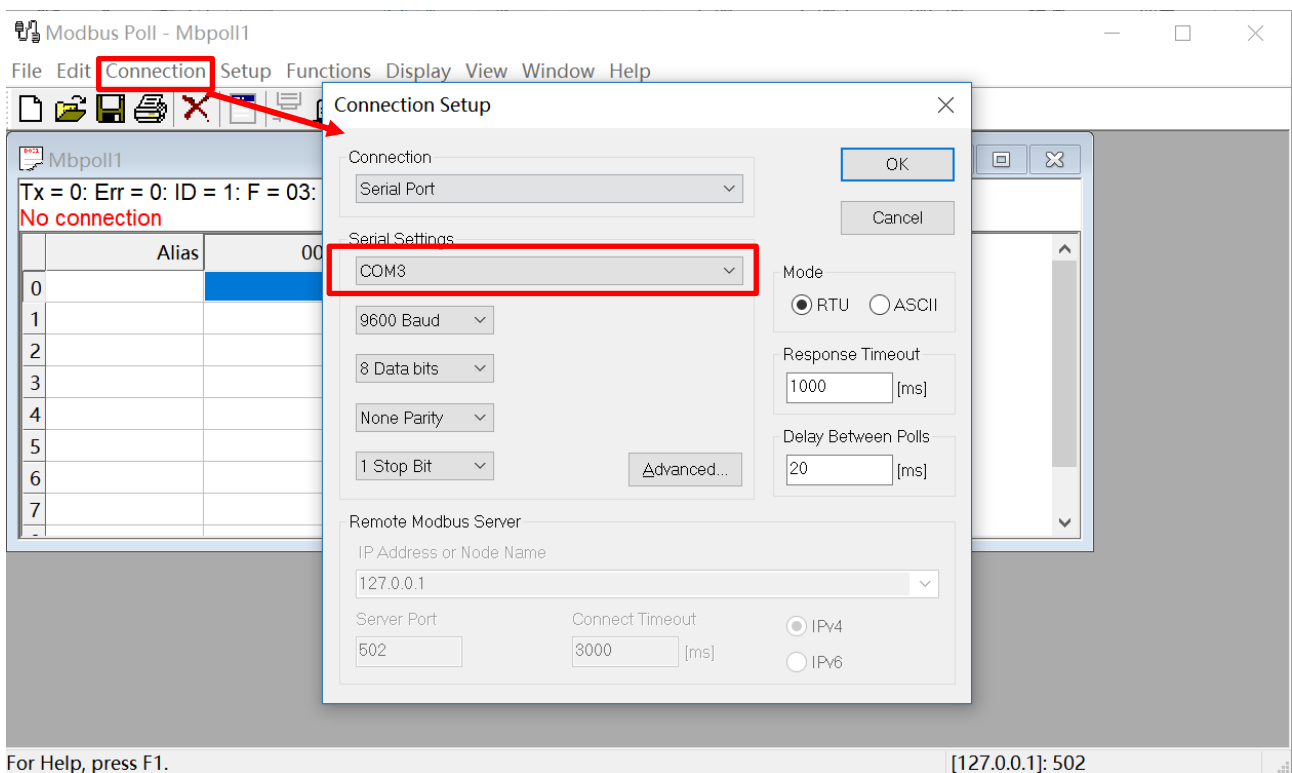 Modbus Poll - Mbpoll1
File Edit Connection Setup Functions Display View Window Help
Connection Setup
Mbpoll1
Tx = 0: Err = 0: ID = 1: F = 03:
No connection
Alias
00
0
1
2
3
4
5
6
7
Connection
Serial Port
OK
Cancel
Serial Settings
COM3
Mode
RTU ASCII
9600 Baud
8 Data bits
Response Timeout
1000 [ms]
None Parity
Delay Between Polls
1 Stop Bit
Advanced...
20 [ms]
Remote Modbus Server
IP Address or Node Name
127.0.0.1
Server Port Connect Timeout
502 3000 [ms]
IPv4
IPv6
For Help, press F1. [127.0.0.1]: 502